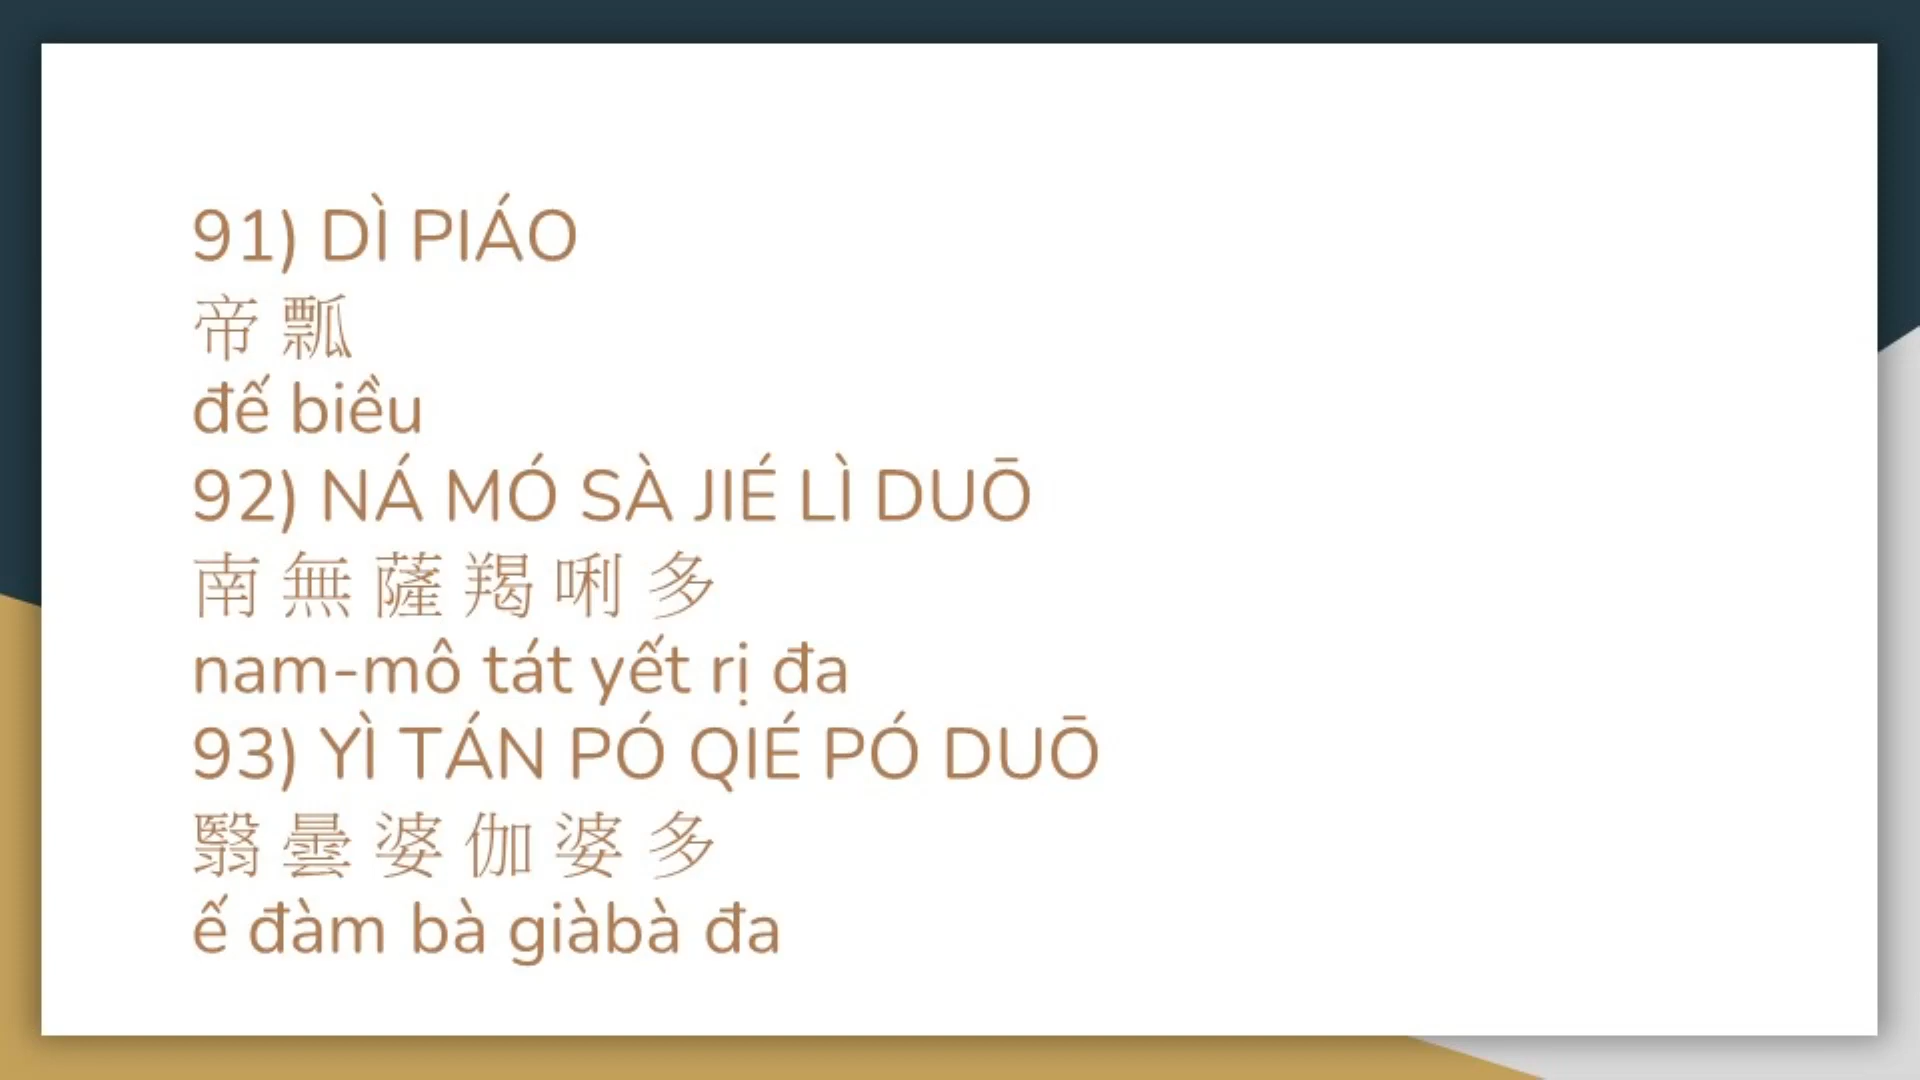 91) DÌ PIÁO
帝 瓢
đế biều
92) NÁ MÓ SÀ JIÉ LÌ DUŌ
南 無 薩 羯 唎 多
nam-mô tát yết rị đa
93) YÌ TÁN PÓ QIÉ PÓ DUŌ
翳 曇 婆 伽 婆 多
ế đàm bà giàbà đa